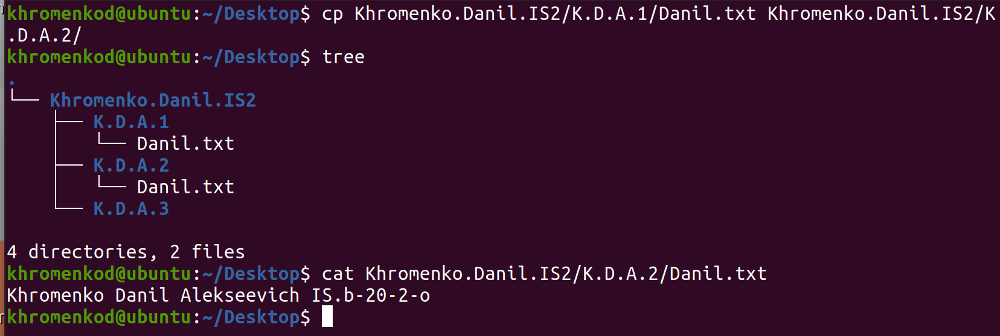 khromenkod@ubuntu:~/Desktop$ cp Khromenko.Danil.IS2/K.D.A.1/Danil.txt Khromenko.Danil.IS2/K
.D.A.2/
khromenkod@ubuntu:~/Desktop$ tree
.
└── Khromenko.Danil.IS2
    ├── K.D.A.1
    │   └── Danil.txt
    ├── K.D.A.2
    │   └── Danil.txt
    └── K.D.A.3
4 directories, 2 files
khromenkod@ubuntu:~/Desktop$ cat Khromenko.Danil.IS2/K.D.A.2/Danil.txt
Khromenko Danil Alekseevich IS.b-20-2-o
khromenkod@ubuntu:~/Desktop$